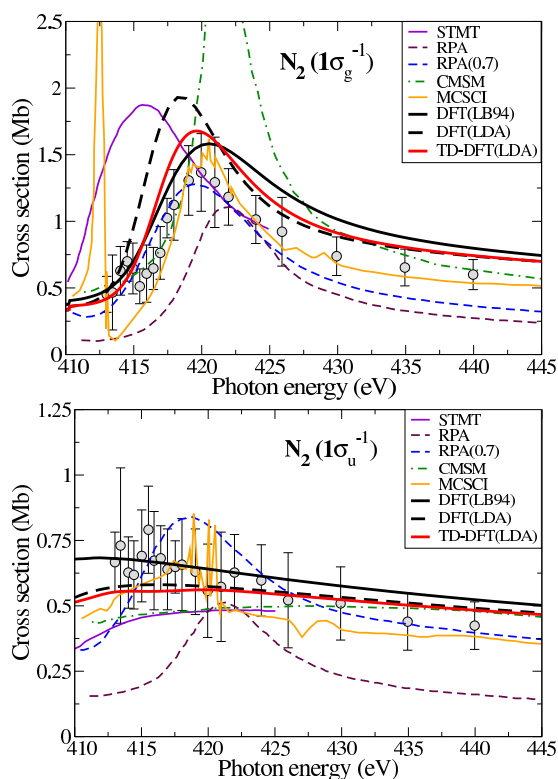 2.5
2
1.5
1
0.5
0
Cross section (Mb)
N₂ (1σg⁻¹)
STMT
RPA
RPA(0.7)
CMSM
MCSCI
DFT(LB94)
DFT(LDA)
TD-DFT(LDA)
410 415 420 425 430 435 440 445
Photon energy (eV)
1.25
1
0.75
0.5
0.25
0
Cross section (Mb)
N₂ (1σu⁻¹)
STMT
RPA
RPA(0.7)
CMSM
MCSCI
DFT(LB94)
DFT(LDA)
TD-DFT(LDA)
410 415 420 425 430 435 440 445
Photon energy (eV)